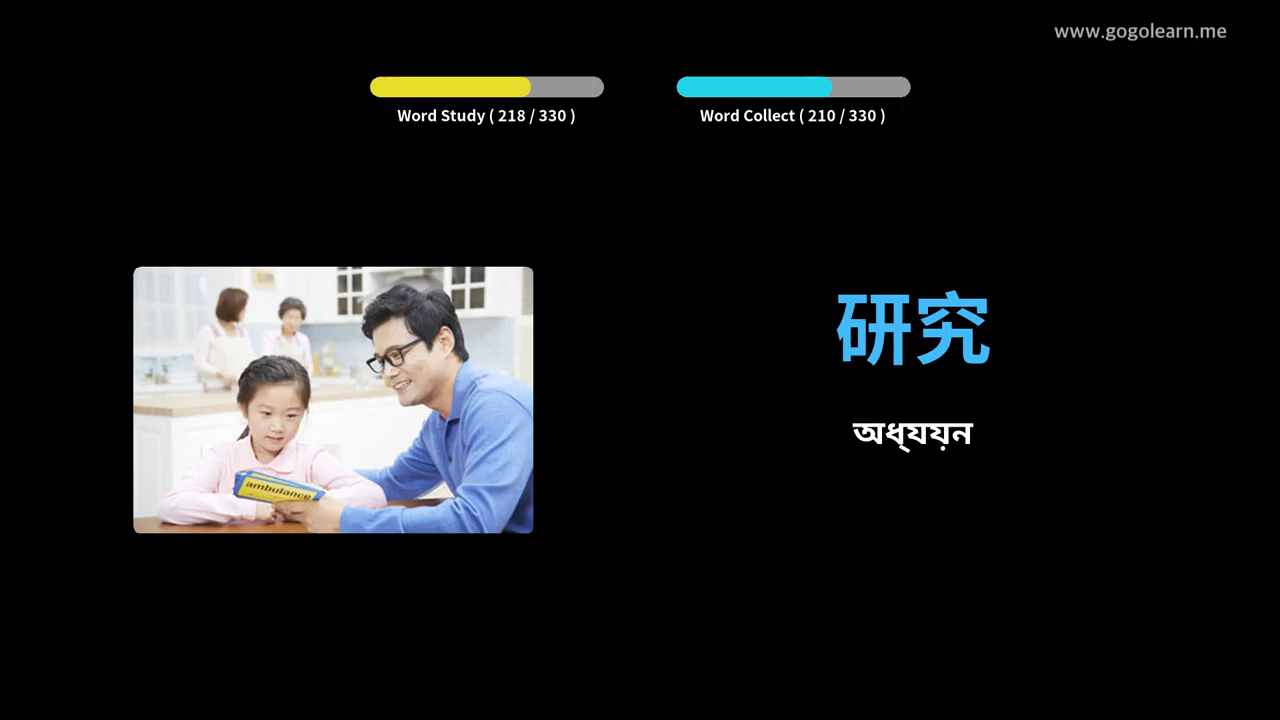 www.gogolearn.me
Word Study ( 218 / 330 )
Word Collect ( 210 / 330 )
研究
অধ্যয়ন
ambulance